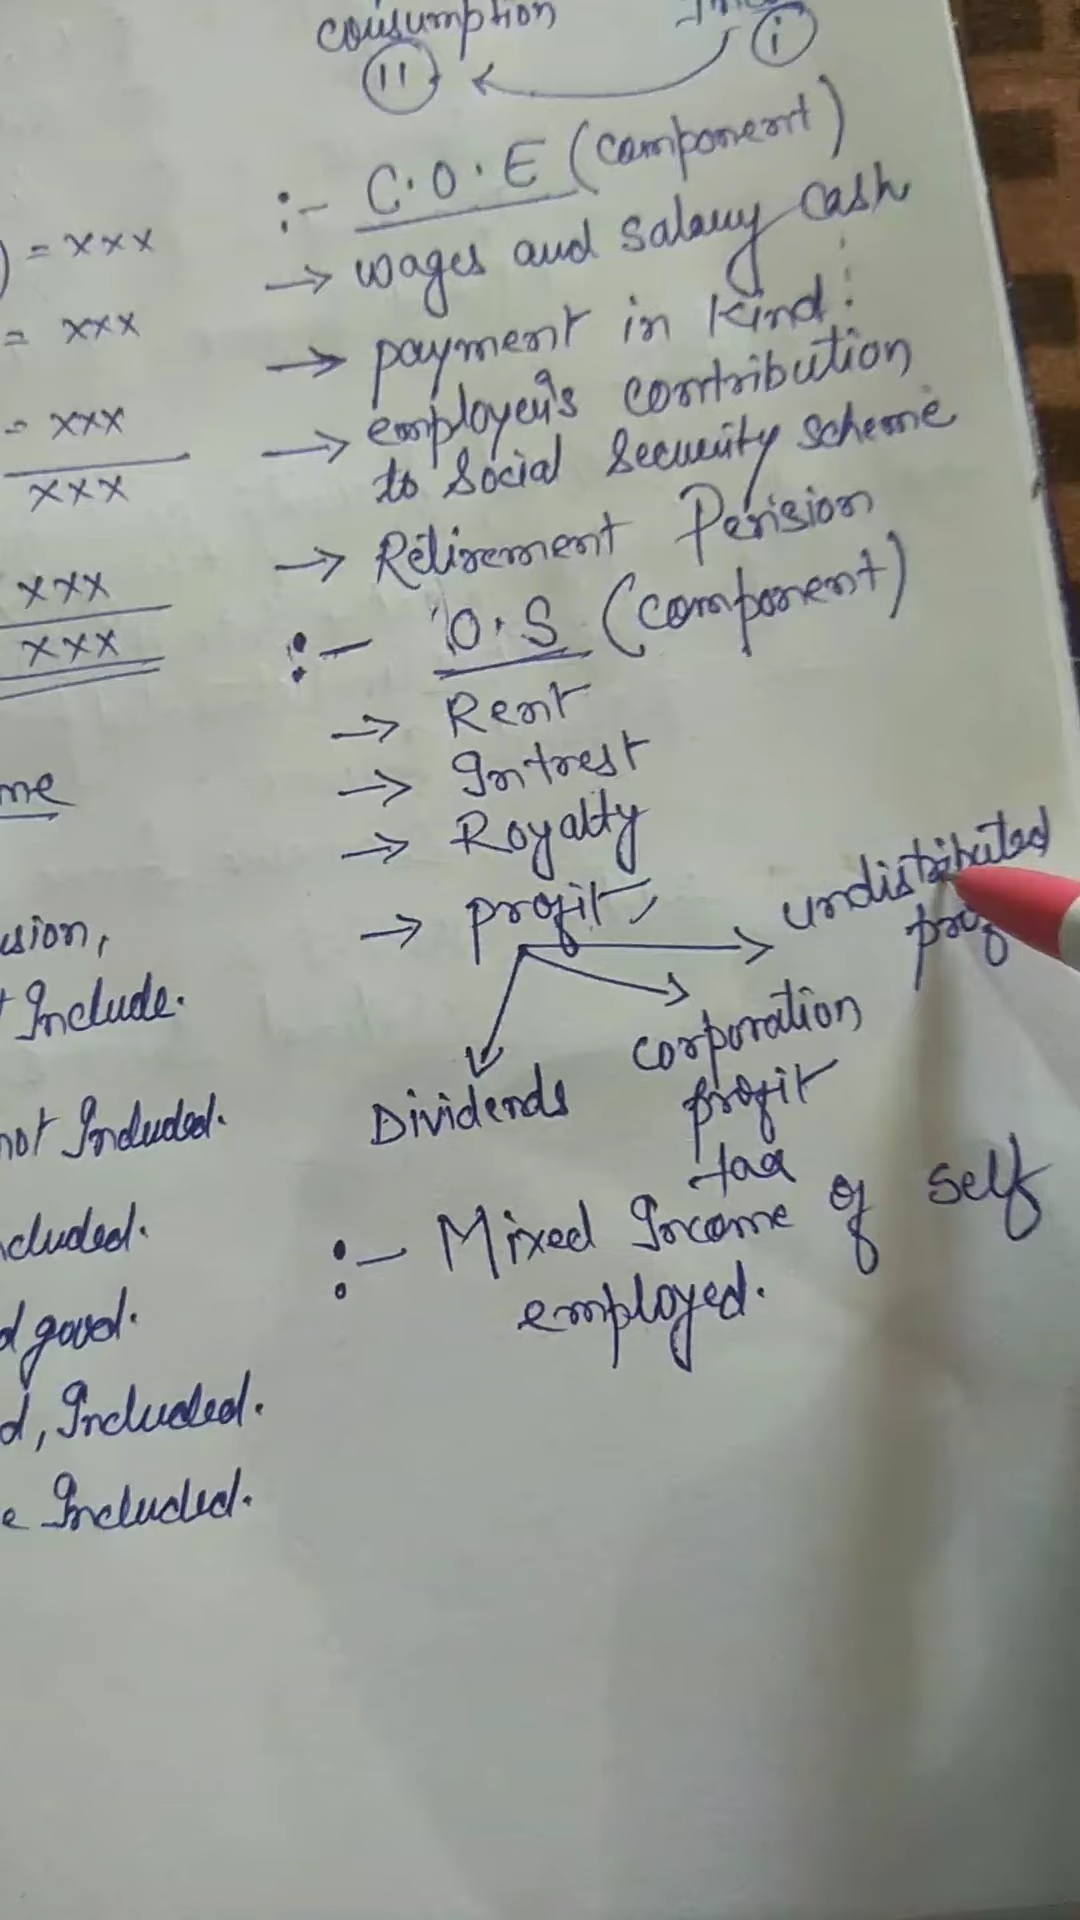 consumption
11
i
:- C.O.E (component)
) = xxx
→ wages and salary cash
= xxx
→ payment in kind:
= xxx
→ employer's contribution
to Social Security scheme
xxx
→ Retirement Pension
xxx
:- O.S (component)
xxx
→ Rent
→ Intrest
me
→ Royalty
→ profit
undistributed
sion,
Include.
corporation
profit
tax
Dividends
not Included.
:- Mixed Income of self
employed.
cluded.
d good.
d, Included.
e Included.